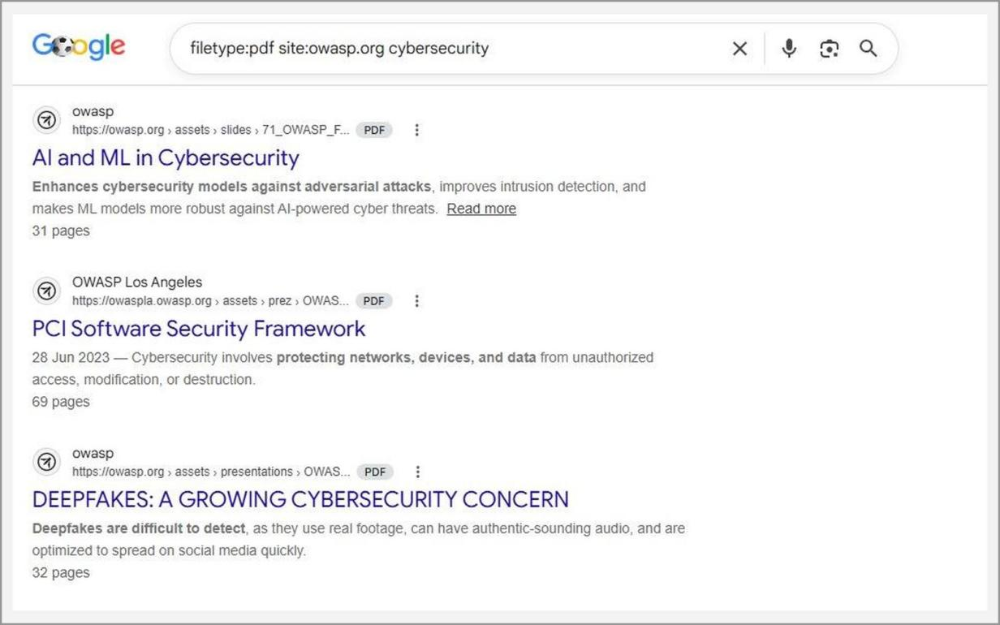 Google
filetype:pdf site:owasp.org cybersecurity
owasp
https://owasp.org › assets › slides › 71_OWASP_F... PDF
AI and ML in Cybersecurity
Enhances cybersecurity models against adversarial attacks, improves intrusion detection, and
makes ML models more robust against AI-powered cyber threats. Read more
31 pages
OWASP Los Angeles
https://owaspla.owasp.org › assets › prez › OWAS... PDF
PCI Software Security Framework
28 Jun 2023 — Cybersecurity involves protecting networks, devices, and data from unauthorized
access, modification, or destruction.
69 pages
owasp
https://owasp.org › assets › presentations › OWAS... PDF
DEEPFAKES: A GROWING CYBERSECURITY CONCERN
Deepfakes are difficult to detect, as they use real footage, can have authentic-sounding audio, and are
optimized to spread on social media quickly.
32 pages